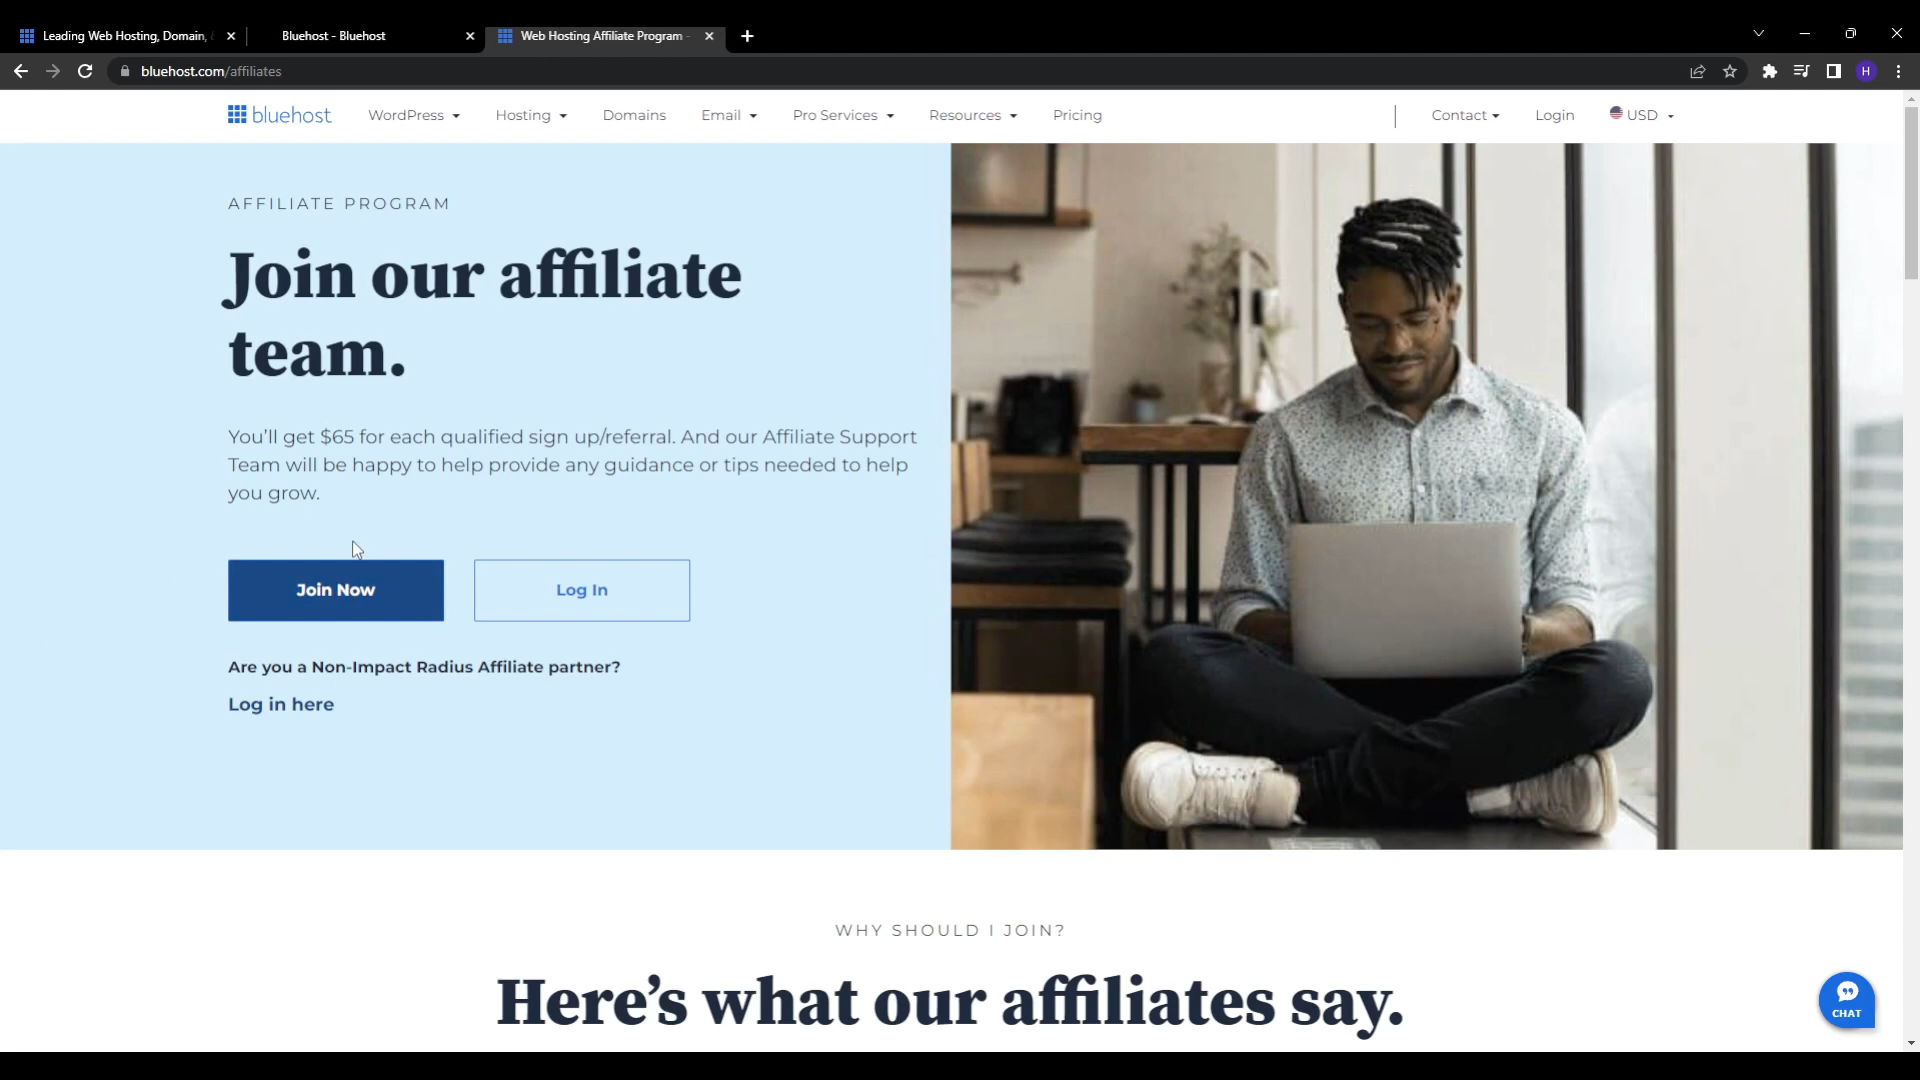 Leading Web Hosting, Domain,
Bluehost - Bluehost
Web Hosting Affiliate Program -
bluehost.com/affiliates
H
bluehost
WordPress
Hosting
Domains
Email
Pro Services
Resources
Pricing
Contact
Login
USD
AFFILIATE PROGRAM
Join our affiliate
team.
You’ll get $65 for each qualified sign up/referral. And our Affiliate Support
Team will be happy to help provide any guidance or tips needed to help
you grow.
Join Now
Log In
Are you a Non-Impact Radius Affiliate partner?
Log in here
WHY SHOULD I JOIN?
Here’s what our affiliates say.
CHAT